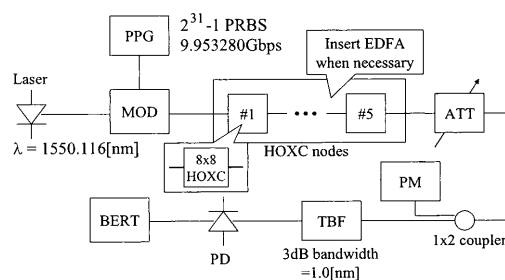 PPG
2^31-1 PRBS
9.953280Gbps
Insert EDFA
when necessary
Laser
MOD
#1
#5
ATT
λ = 1550.116[nm]
8x8
HOXC
HOXC nodes
PM
BERT
TBF
1x2 coupler
PD
3dB bandwidth
=1.0[nm]